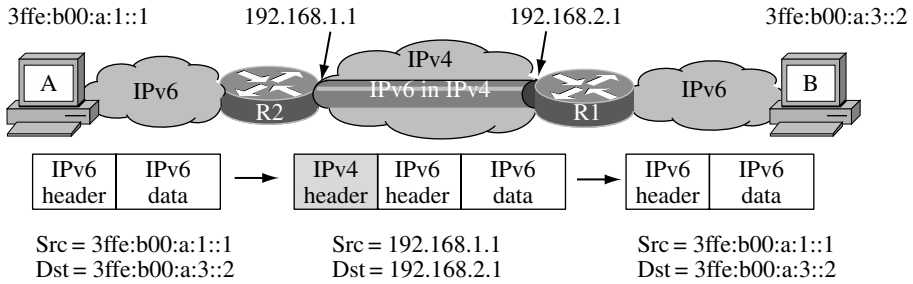 3ffe:b00:a:1::1
192.168.1.1
192.168.2.1
3ffe:b00:a:3::2
A
IPv6
R2
IPv4
IPv6 in IPv4
R1
IPv6
B
IPv6 header
IPv6 data
IPv4 header
IPv6 header
IPv6 data
IPv6 header
IPv6 data
Src = 3ffe:b00:a:1::1
Dst = 3ffe:b00:a:3::2
Src = 192.168.1.1
Dst = 192.168.2.1
Src = 3ffe:b00:a:1::1
Dst = 3ffe:b00:a:3::2